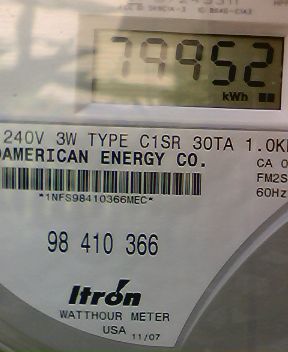 79952
kWh
240V 3W TYPE C1SR 30TA 1.0K
AMERICAN ENERGY CO.
CA 0
FM2S
60Hz
*1NFS98410366MEC*
98 410 366
Itron
WATTHOUR METER
USA 11/07